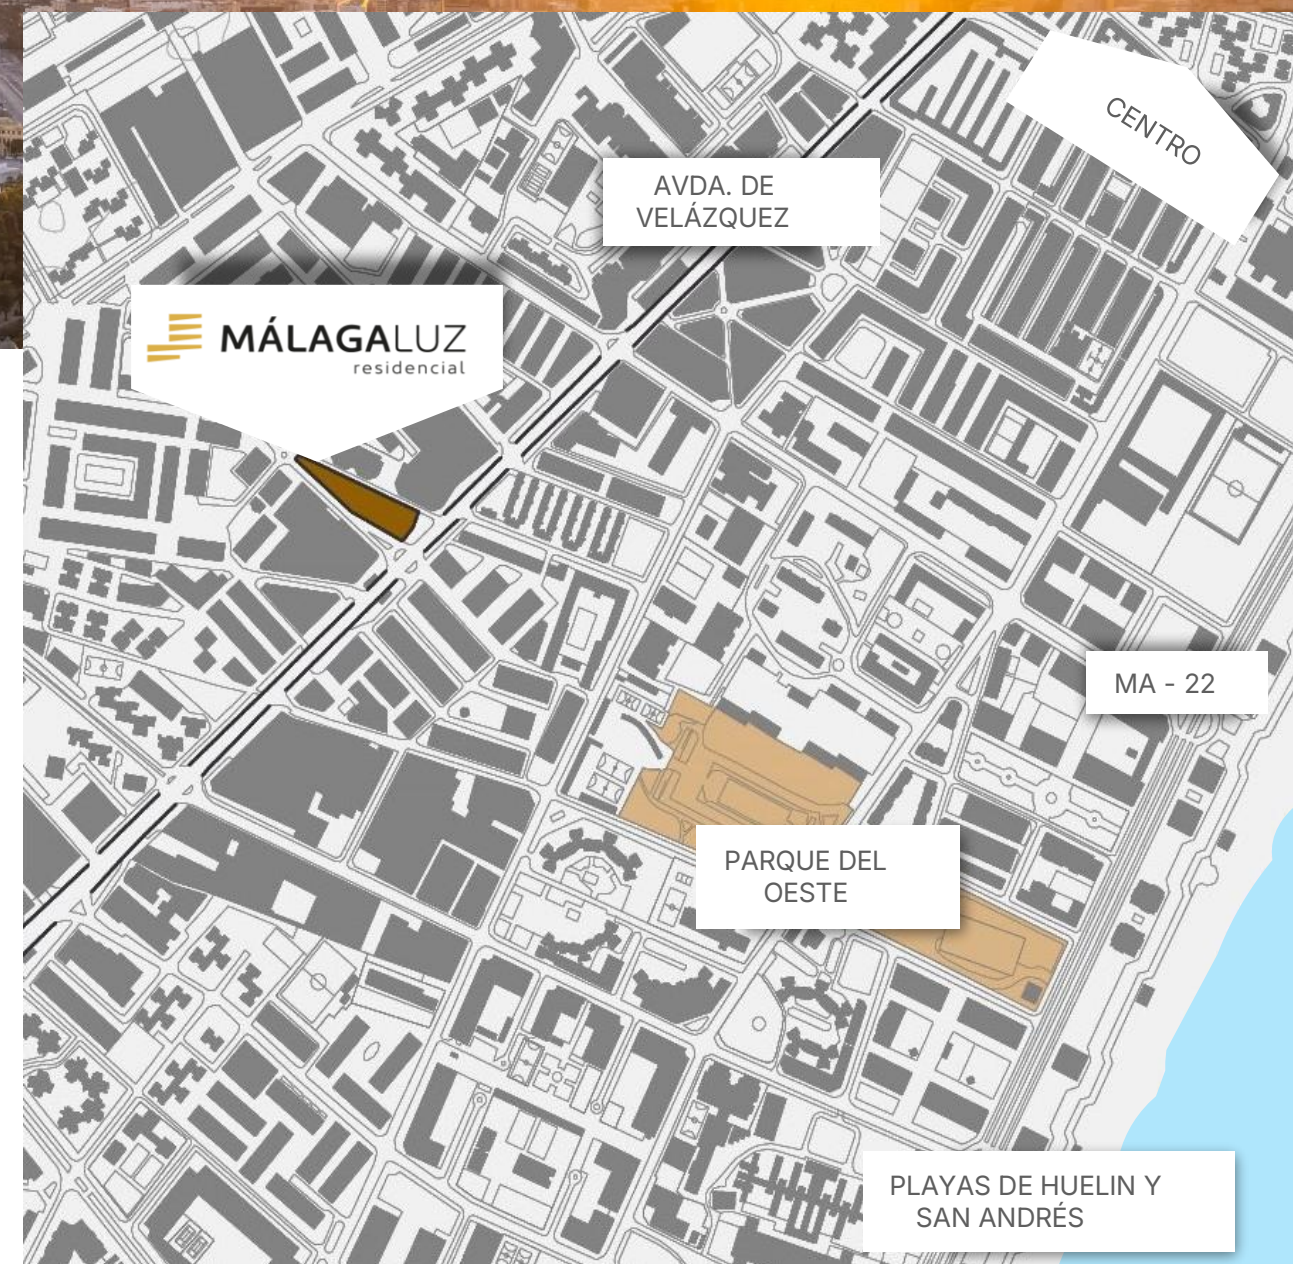 CENTRO
AVDA. DE
VELÁZQUEZ
MÁLAGALUZ
residencial
MA - 22
PARQUE DEL
OESTE
PLAYAS DE HUELIN Y
SAN ANDRÉS